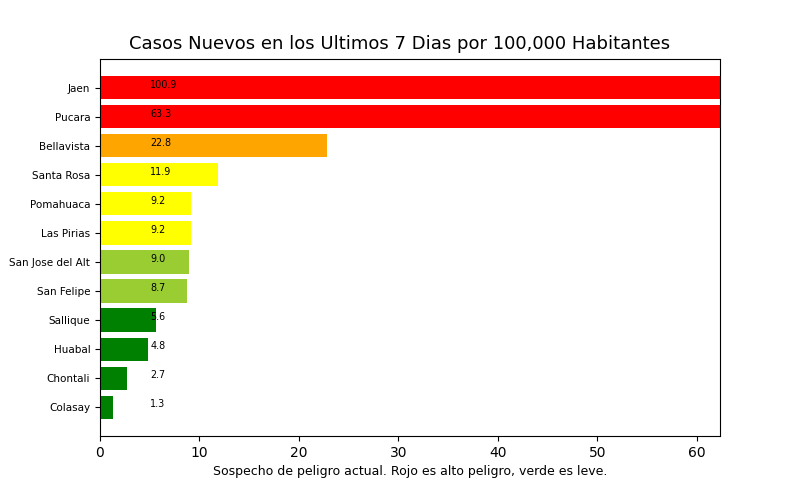 Casos Nuevos en los Ultimos 7 Dias por 100,000 Habitantes
Jaen 100.9
Pucara 63.3
Bellavista 22.8
Santa Rosa 11.9
Pomahuaca 9.2
Las Pirias 9.2
San Jose del Alt 9.0
San Felipe 8.7
Sallique 5.6
Huabal 4.8
Chontali 2.7
Colasay 1.3
0 10 20 30 40 50 60
Sospecho de peligro actual. Rojo es alto peligro, verde es leve.